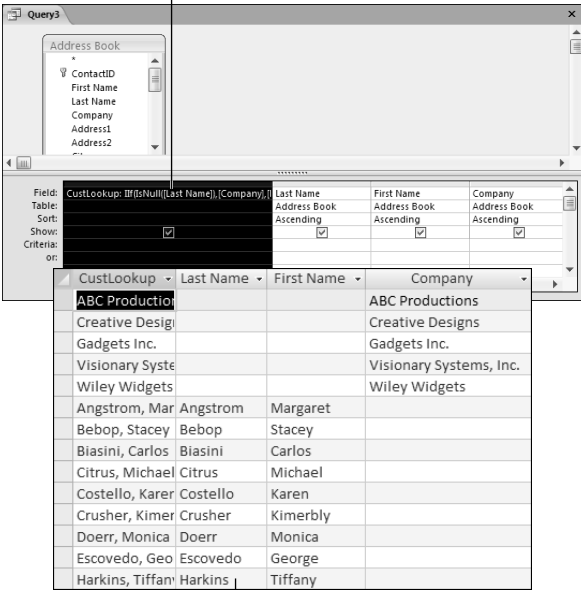 Query3
Address Book
*
ContactID
First Name
Last Name
Company
Address1
Address2
Field: CustLookup: IIf(IsNull([Last Name]),[Company],[ Last Name First Name Company
Table: Address Book Address Book Address Book
Sort: Ascending Ascending Ascending
Show:
Criteria:
or:
CustLookup Last Name First Name Company
ABC Production ABC Productions
Creative Desig Creative Designs
Gadgets Inc. Gadgets Inc.
Visionary Syste Visionary Systems, Inc.
Wiley Widgets Wiley Widgets
Angstrom, Mar Angstrom Margaret
Bebop, Stacey Bebop Stacey
Biasini, Carlos Biasini Carlos
Citrus, Michael Citrus Michael
Costello, Karen Costello Karen
Crusher, Kimer Crusher Kimerbly
Doerr, Monica Doerr Monica
Escovedo, Geo Escovedo George
Harkins, Tiffan Harkins Tiffany